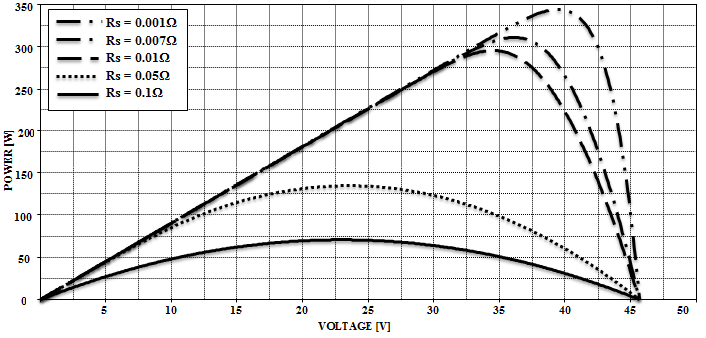 350
300
250
200
150
100
50
0
POWER [W]
Rs = 0.001Ω
Rs = 0.007Ω
Rs = 0.01Ω
Rs = 0.05Ω
Rs = 0.1Ω
5 10 15 20 25 30 35 40 45 50
VOLTAGE [V]